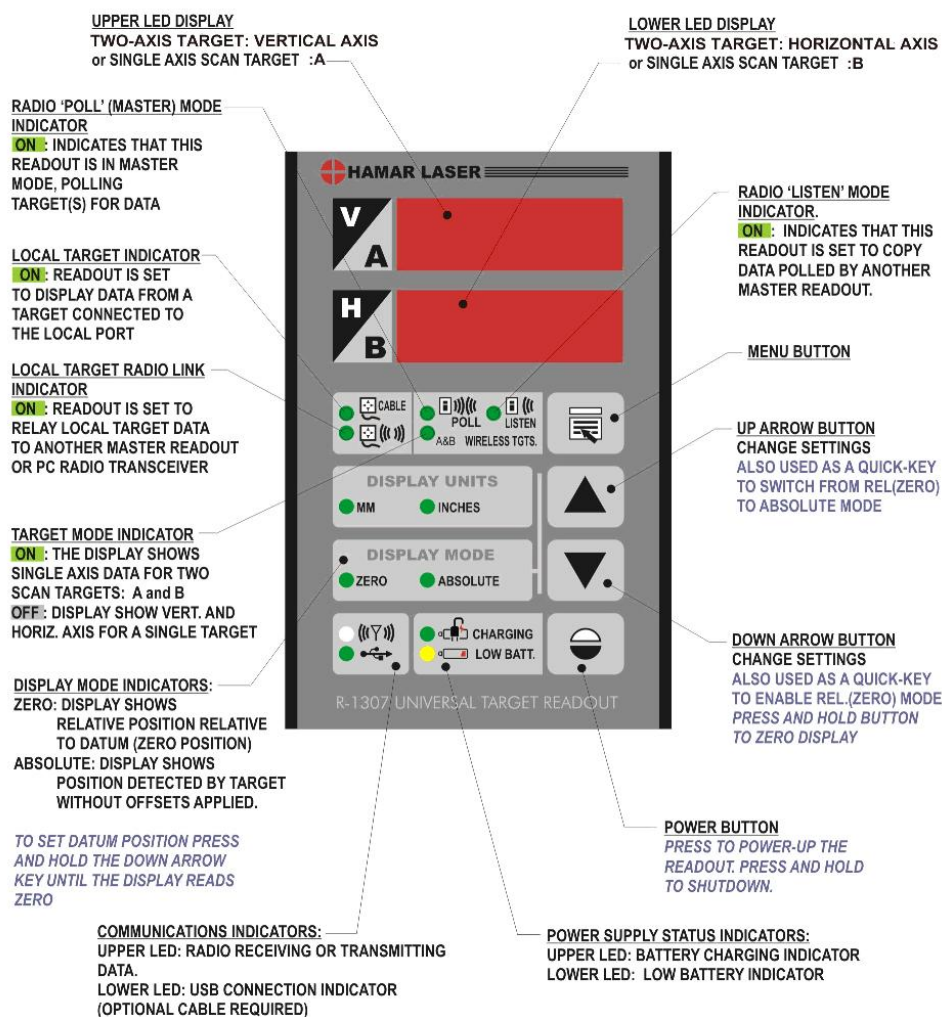 UPPER LED DISPLAY
TWO-AXIS TARGET: VERTICAL AXIS
or SINGLE AXIS SCAN TARGET :A
LOWER LED DISPLAY
TWO-AXIS TARGET: HORIZONTAL AXIS
or SINGLE AXIS SCAN TARGET :B
RADIO ‘POLL’ (MASTER) MODE
INDICATOR
ON : INDICATES THAT THIS
READOUT IS IN MASTER
MODE, POLLING
TARGET(S) FOR DATA
LOCAL TARGET INDICATOR
ON : READOUT IS SET
TO DISPLAY DATA FROM A
TARGET CONNECTED TO
THE LOCAL PORT
LOCAL TARGET RADIO LINK
INDICATOR
ON : READOUT IS SET TO
RELAY LOCAL TARGET DATA
TO ANOTHER MASTER READOUT
OR PC RADIO TRANSCEIVER
TARGET MODE INDICATOR
ON : THE DISPLAY SHOWS
SINGLE AXIS DATA FOR TWO
SCAN TARGETS: A and B
OFF : DISPLAY SHOW VERT. AND
HORIZ. AXIS FOR A SINGLE TARGET
DISPLAY MODE INDICATORS:
ZERO: DISPLAY SHOWS
RELATIVE POSITION RELATIVE
TO DATUM (ZERO POSITION)
ABSOLUTE: DISPLAY SHOWS
POSITION DETECTED BY TARGET
WITHOUT OFFSETS APPLIED.
TO SET DATUM POSITION PRESS
AND HOLD THE DOWN ARROW
KEY UNTIL THE DISPLAY READS
ZERO
HAMAR LASER
V
A
H
B
CABLE
POLL
LISTEN
A&B WIRELESS TGTS.
DISPLAY UNITS
MM INCHES
DISPLAY MODE
ZERO ABSOLUTE
CHARGING
LOW BATT.
R-1307 UNIVERSAL TARGET READOUT
RADIO ‘LISTEN’ MODE
INDICATOR.
ON : INDICATES THAT THIS
READOUT IS SET TO COPY
DATA POLLED BY ANOTHER
MASTER READOUT.
MENU BUTTON
UP ARROW BUTTON
CHANGE SETTINGS
ALSO USED AS A QUICK-KEY
TO SWITCH FROM REL(ZERO)
TO ABSOLUTE MODE
DOWN ARROW BUTTON
CHANGE SETTINGS
ALSO USED AS A QUICK-KEY
TO ENABLE REL.(ZERO) MODE
PRESS AND HOLD BUTTON
TO ZERO DISPLAY
POWER BUTTON
PRESS TO POWER-UP THE
READOUT. PRESS AND HOLD
TO SHUTDOWN.
COMMUNICATIONS INDICATORS:
UPPER LED: RADIO RECEIVING OR TRANSMITTING
DATA.
LOWER LED: USB CONNECTION INDICATOR
(OPTIONAL CABLE REQUIRED)
POWER SUPPLY STATUS INDICATORS:
UPPER LED: BATTERY CHARGING INDICATOR
LOWER LED: LOW BATTERY INDICATOR